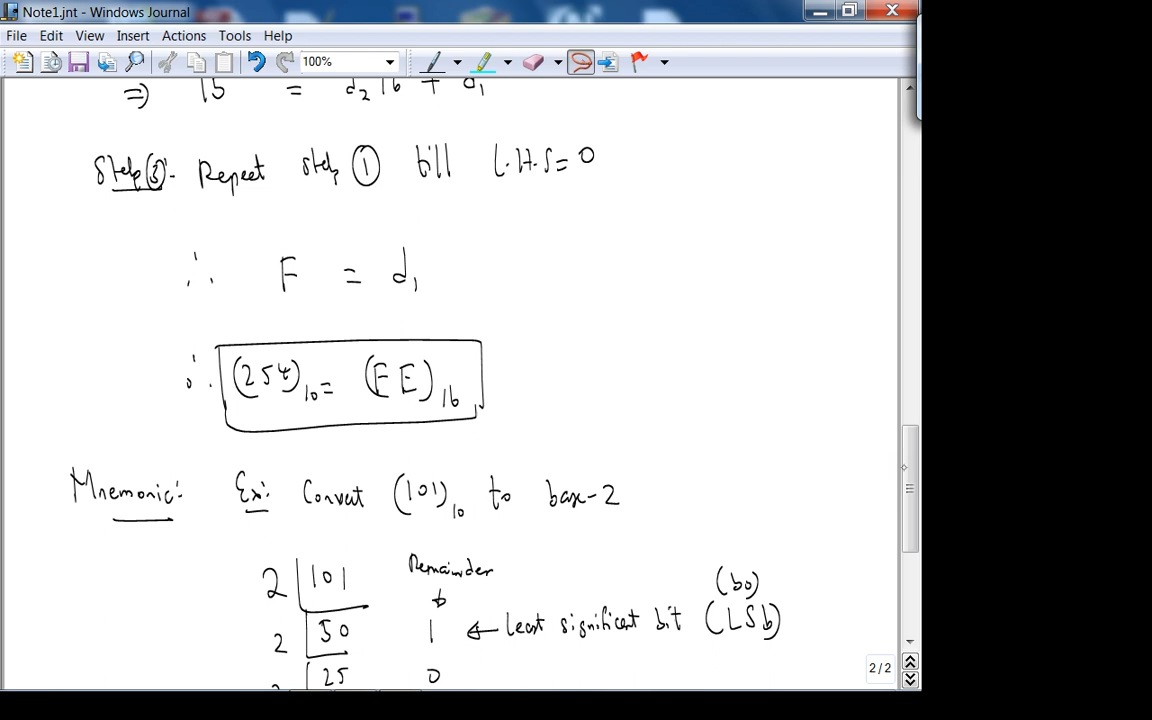 Note1.jnt - Windows Journal
File Edit View Insert Actions Tools Help
100%
⇒ 15 = d2 16 + d1
Step(3):- Repeat step (1) till L.H.S = 0
∴ F = d1
∴ (254)10 = (FE)16
Mnemonic:- Ex: Convert (101)10 to base-2
2 101 Remainder
(b0)
2 50 1 ← Least significant bit (LSb)
25 0
2/2